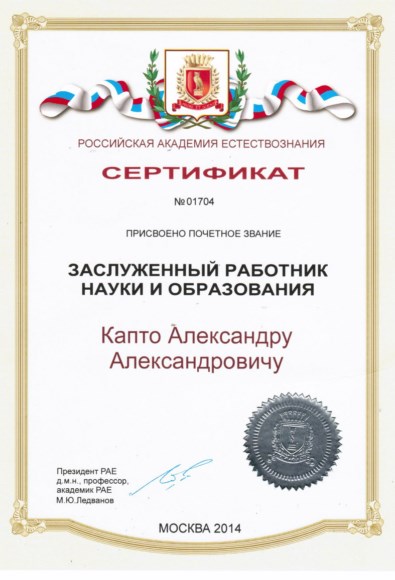 РОССИЙСКАЯ АКАДЕМИЯ ЕСТЕСТВОЗНАНИЯ
СЕРТИФИКАТ
№01704
ПРИСВОЕНО ПОЧЕТНОЕ ЗВАНИЕ
ЗАСЛУЖЕННЫЙ РАБОТНИК
НАУКИ И ОБРАЗОВАНИЯ
Капто Александру
Александровичу
Президент РАЕ
д.м.н., профессор,
академик РАЕ
М.Ю.Ледванов
МОСКВА 2014